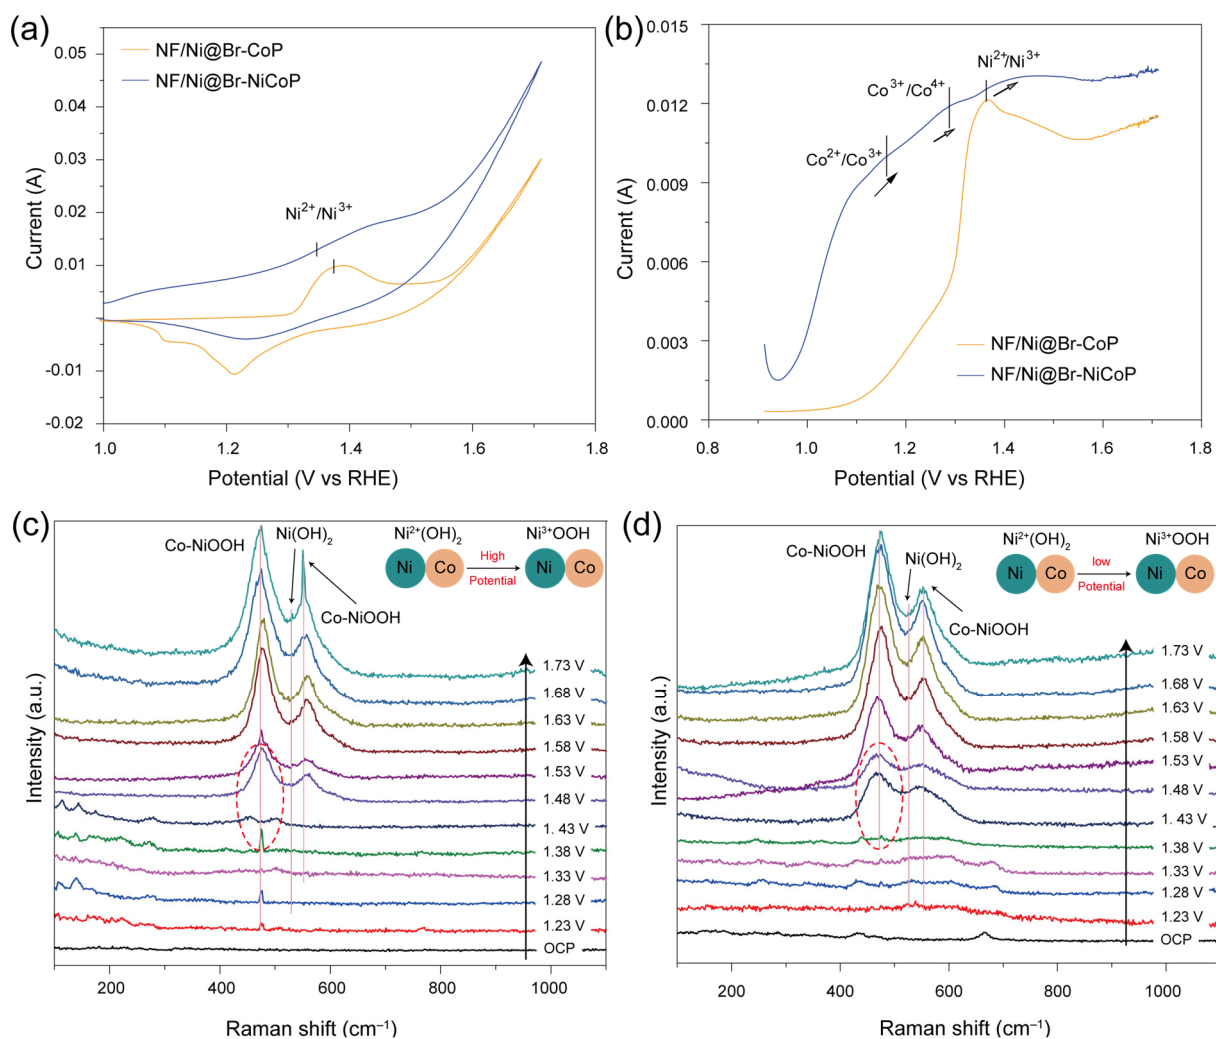 (a)
NF/Ni@Br-CoP
NF/Ni@Br-NiCoP
Ni2+/Ni3+
0.05
0.04
0.03
0.02
0.01
0.00
-0.01
-0.02
Current (A)
1.0
1.2
1.4
1.6
1.8
Potential (V vs RHE)
(b)
Ni2+/Ni3+
Co3+/Co4+
Co2+/Co3+
NF/Ni@Br-CoP
NF/Ni@Br-NiCoP
0.015
0.012
0.009
0.006
0.003
0.000
Current (A)
0.8
1.0
1.2
1.4
1.6
1.8
Potential (V vs RHE)
(c)
Co-NiOOH
Ni(OH)2
Ni2+(OH)2
Ni3+OOH
Ni
Co
High
Potential
Ni
Co
Co-NiOOH
1.73 V
1.68 V
1.63 V
1.58 V
1.53 V
1.48 V
1. 43 V
1.38 V
1.33 V
1.28 V
1.23 V
OCP
Intensity (a.u.)
200
400
600
800
1000
Raman shift (cm–1)
(d)
Co-NiOOH
Ni(OH)2
Ni2+(OH)2
Ni3+OOH
Ni
Co
low
Potential
Ni
Co
Co-NiOOH
1.73 V
1.68 V
1.63 V
1.58 V
1.53 V
1.48 V
1. 43 V
1.38 V
1.33 V
1.28 V
1.23 V
OCP
Intensity (a.u.)
200
400
600
800
1000
Raman shift (cm–1)